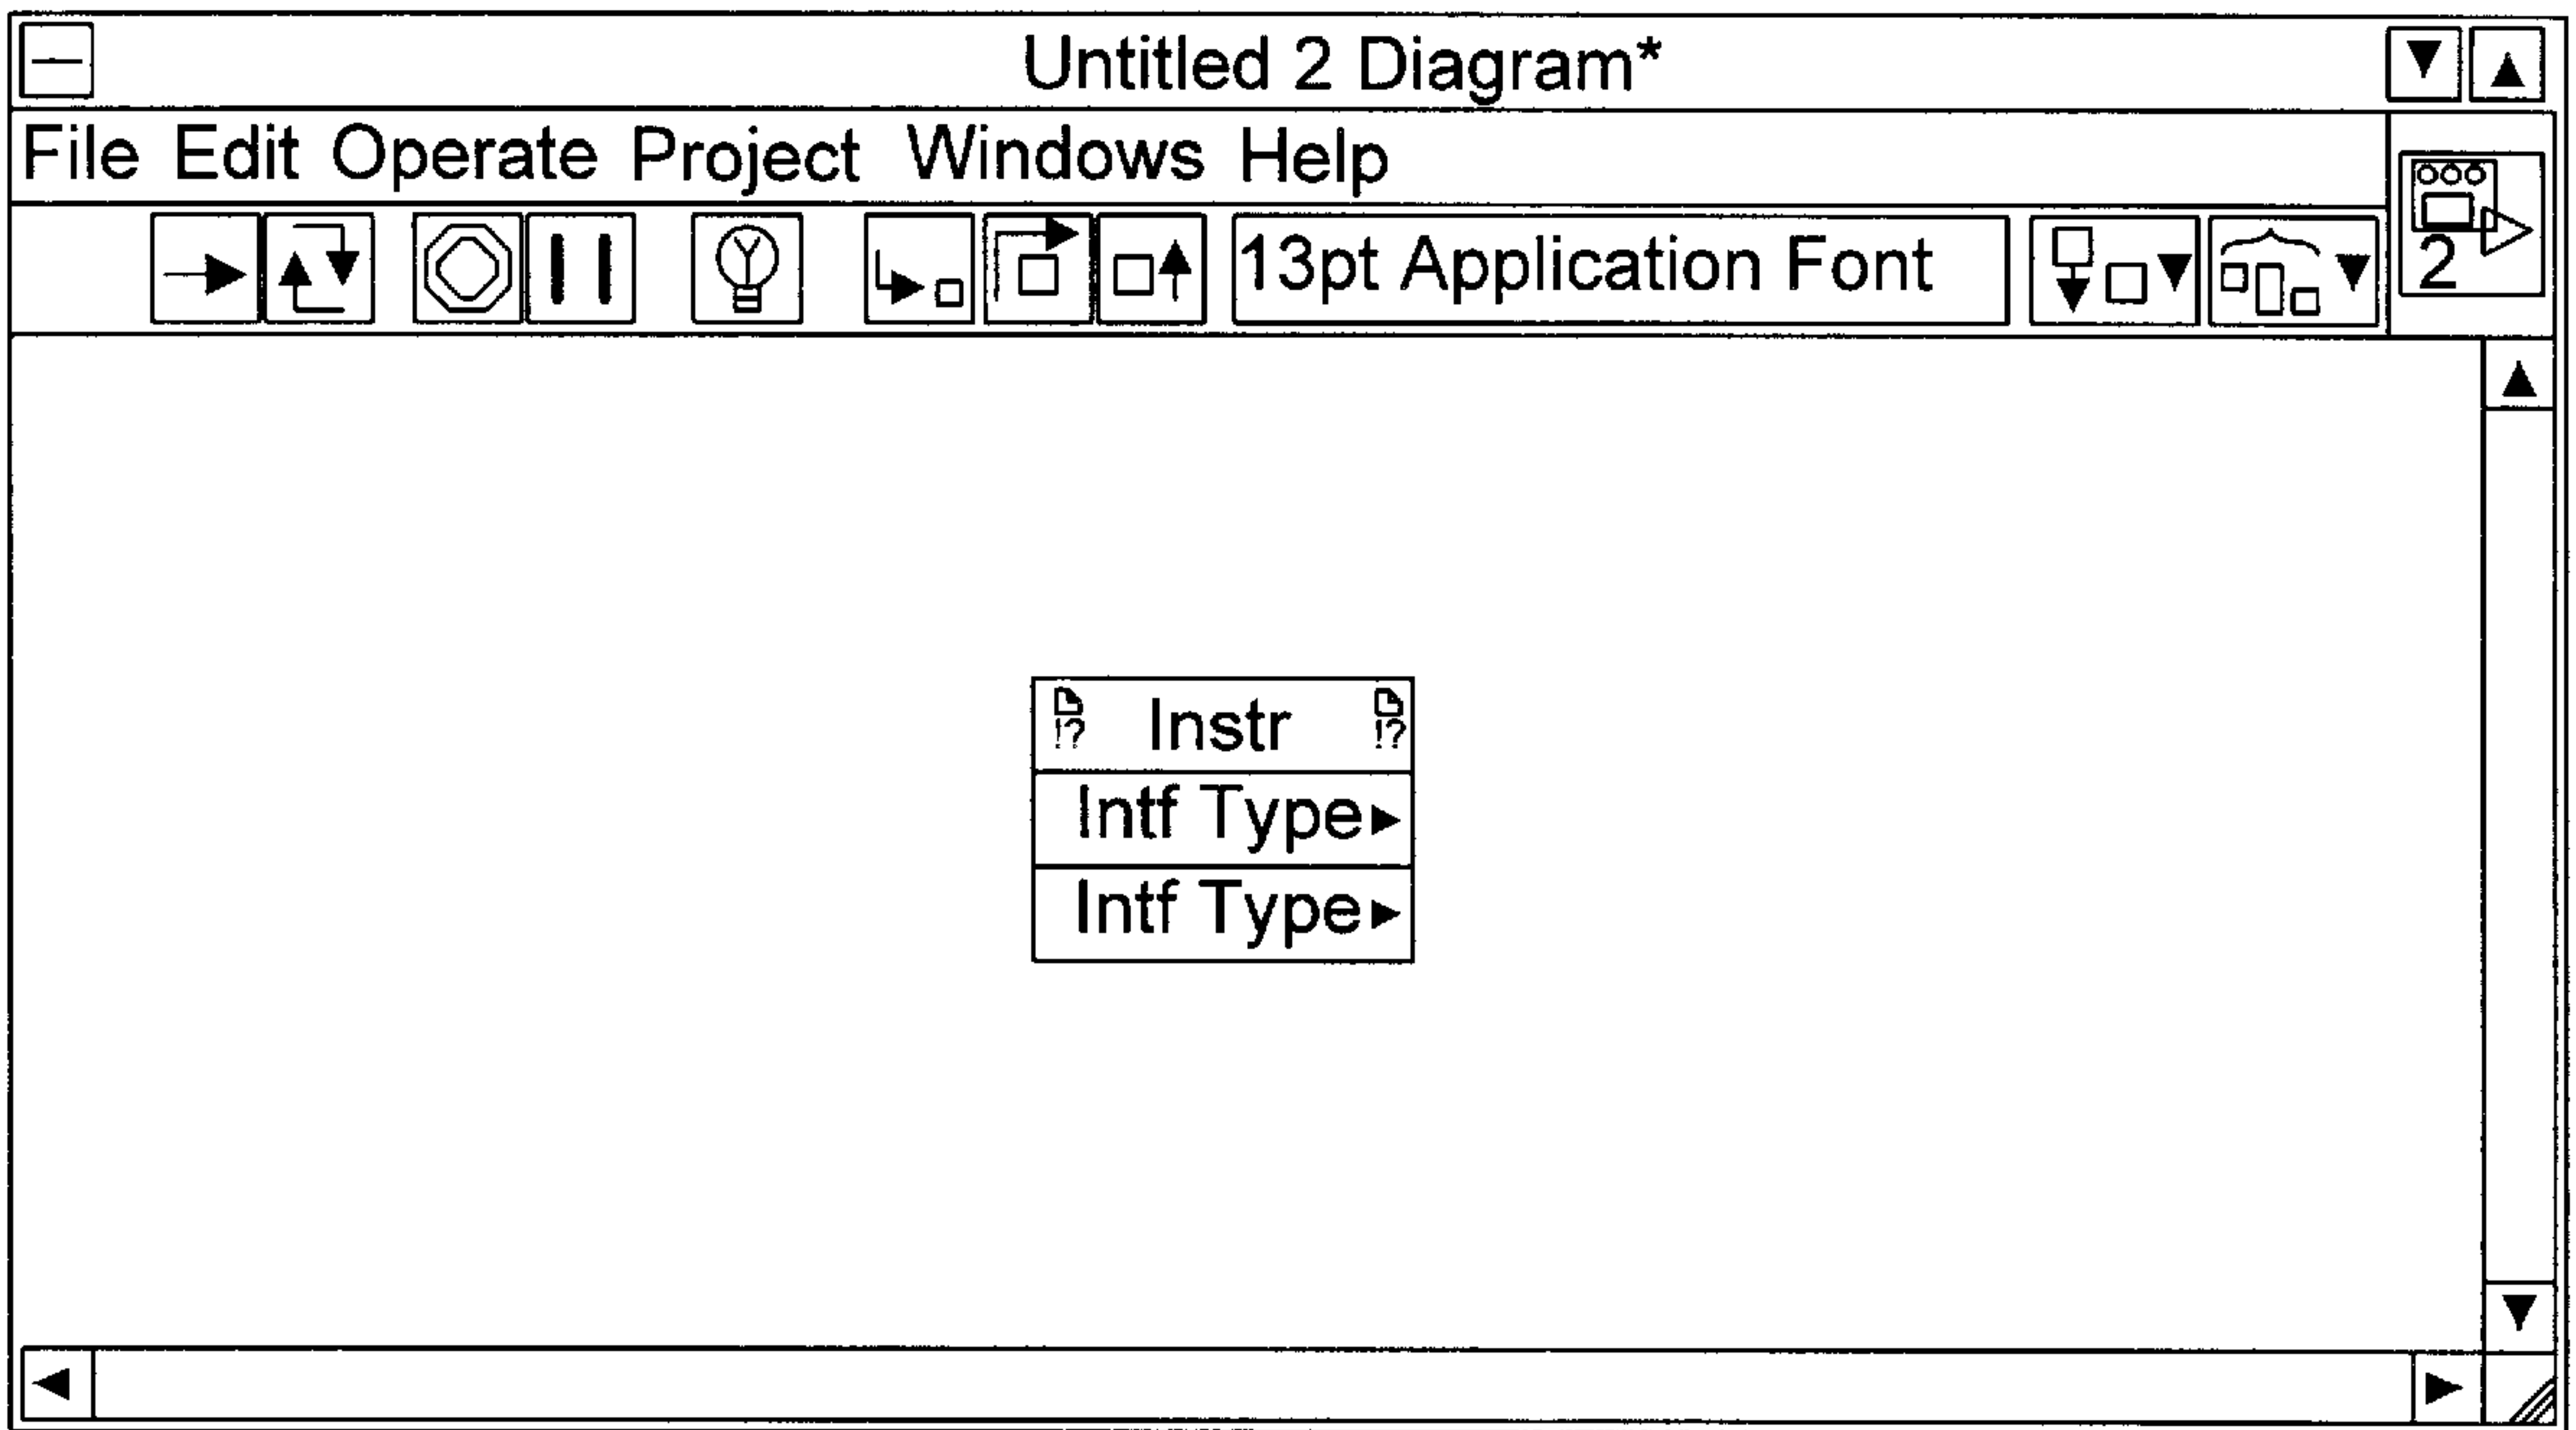 Untitled 2 Diagram*
File Edit Operate Project Windows Help
13pt Application Font
2
!? Instr !?
Intf Type
Intf Type